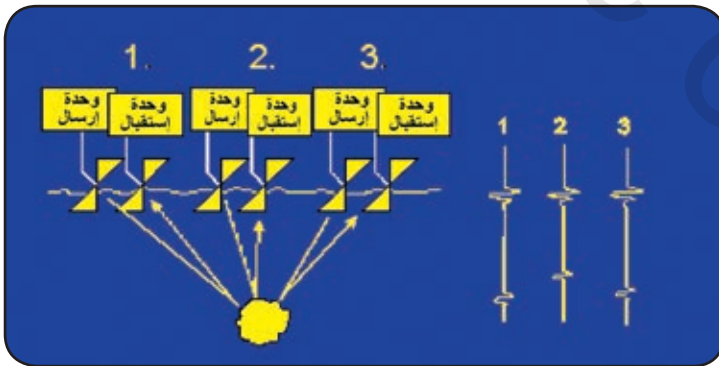 1. 2. 3.
وحدة إرسال
وحدة إستقبال
وحدة إرسال
وحدة إستقبال
وحدة إرسال
وحدة إستقبال
1 2 3